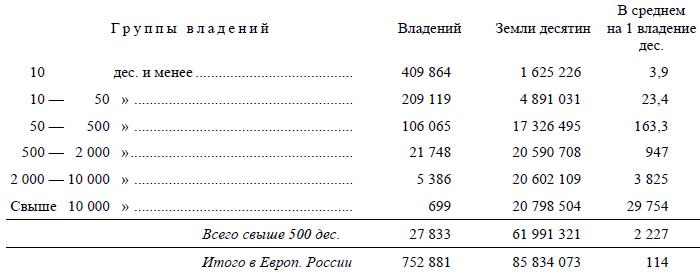 Группы владений Владений Земли десятин В среднем на 1 владение дес.
10 дес. и менее 409 864 1 625 226 3,9
10 — 50 » 209 119 4 891 031 23,4
50 — 500 » 106 065 17 326 495 163,3
500 — 2 000 » 21 748 20 590 708 947
2 000 — 10 000 » 5 386 20 602 109 3 825
Свыше 10 000 » 699 20 798 504 29 754
Всего свыше 500 дес. 27 833 61 991 321 2 227
Итого в Европ. России 752 881 85 834 073 114